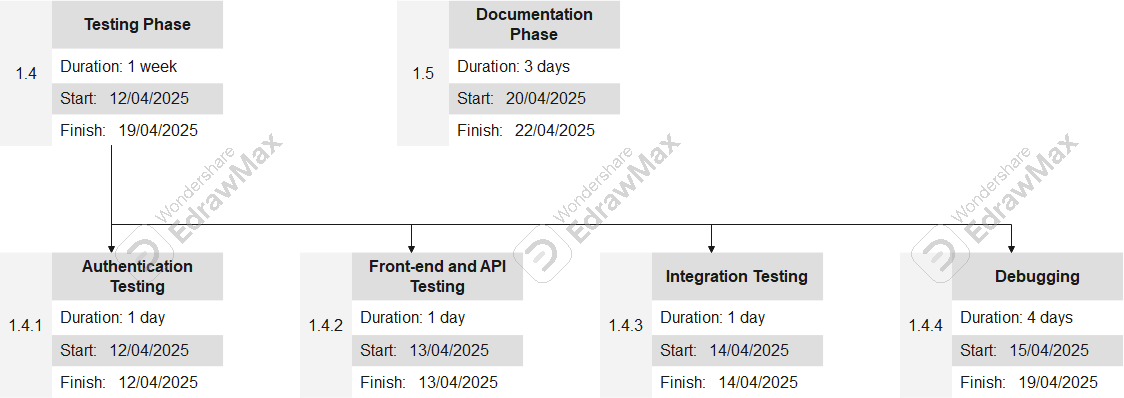 1.4
Testing Phase
Duration: 1 week
Start: 12/04/2025
Finish: 19/04/2025
1.5
Documentation
Phase
Duration: 3 days
Start: 20/04/2025
Finish: 22/04/2025
Wondershare
EdrawMax
Wondershare
EdrawMax
Wondershare
EdrawMax
1.4.1
Authentication
Testing
Duration: 1 day
Start: 12/04/2025
Finish: 12/04/2025
1.4.2
Front-end and API
Testing
Duration: 1 day
Start: 13/04/2025
Finish: 13/04/2025
1.4.3
Integration Testing
Duration: 1 day
Start: 14/04/2025
Finish: 14/04/2025
1.4.4
Debugging
Duration: 4 days
Start: 15/04/2025
Finish: 19/04/2025